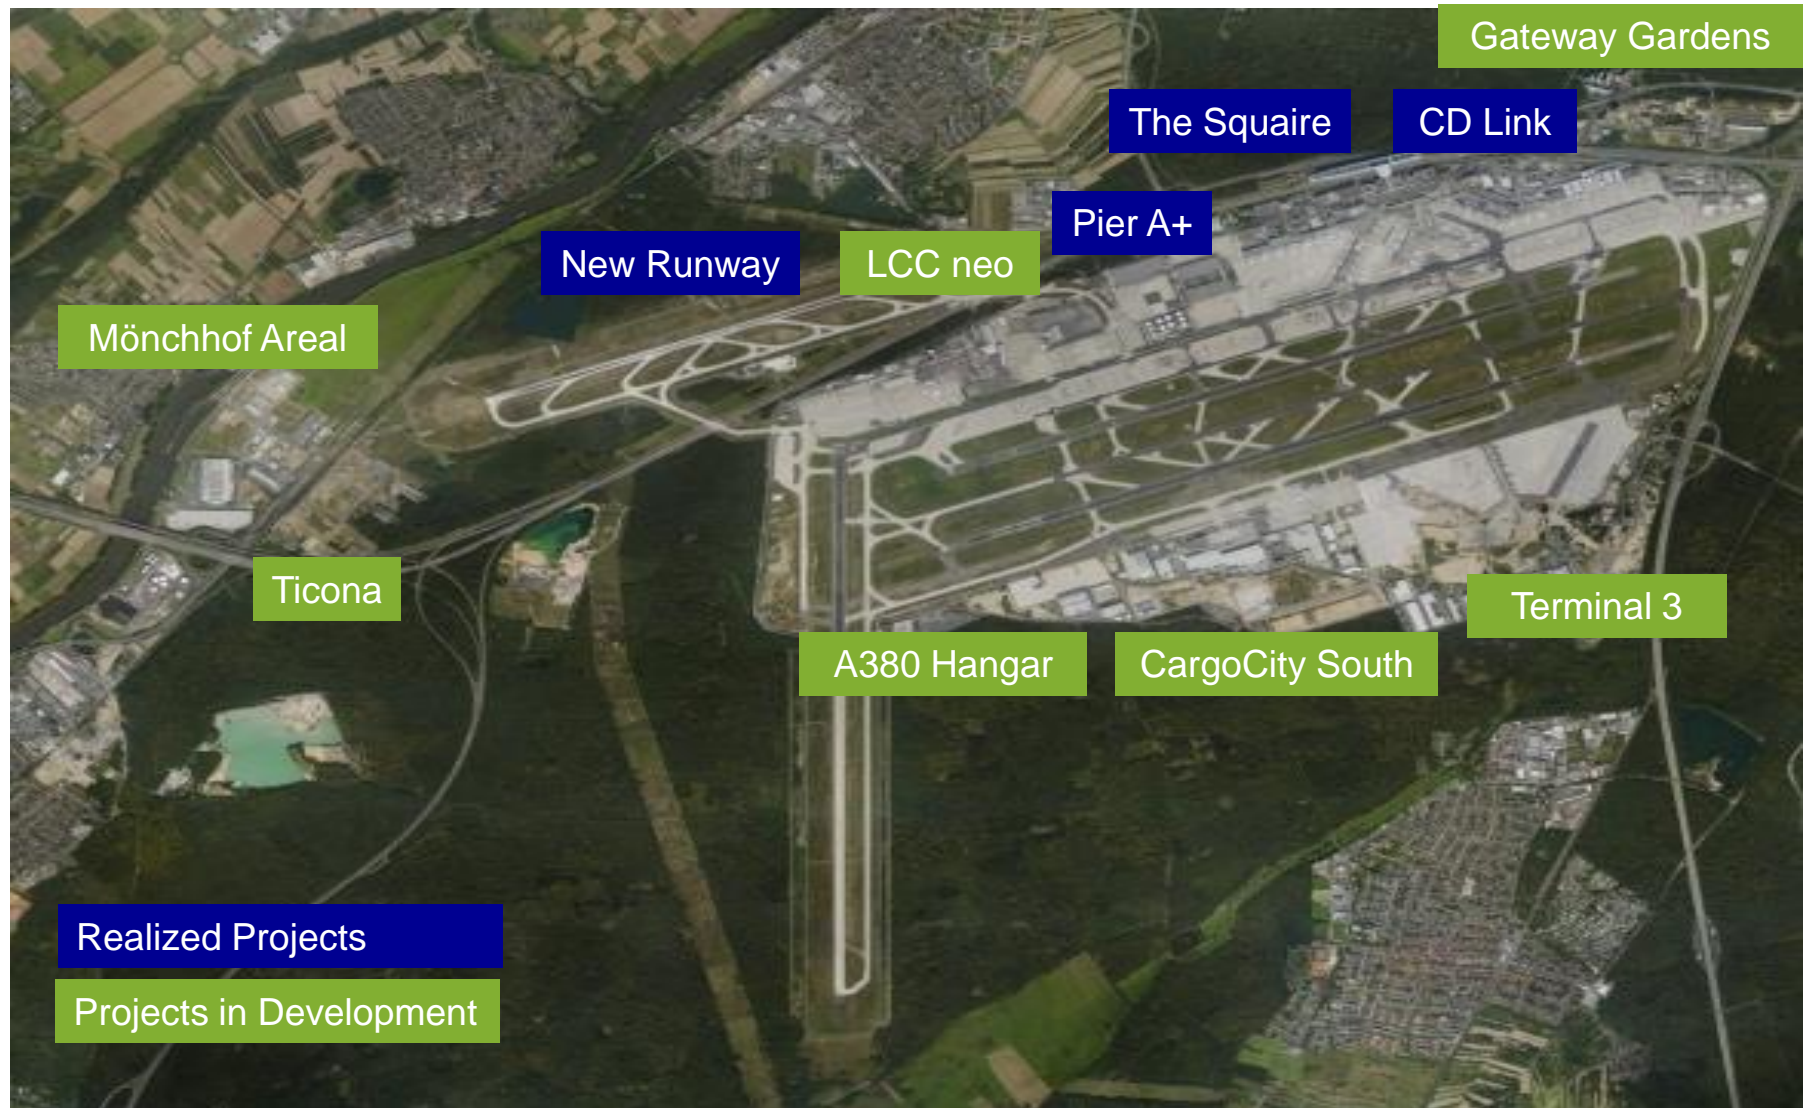 Gateway Gardens
The Squaire
CD Link
Pier A+
New Runway
LCC neo
Mönchhof Areal
Ticona
Terminal 3
A380 Hangar
CargoCity South
Realized Projects
Projects in Development